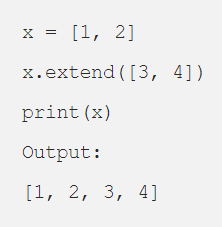 x = [1, 2]
x.extend([3, 4])
print(x)
Output:
[1, 2, 3, 4]